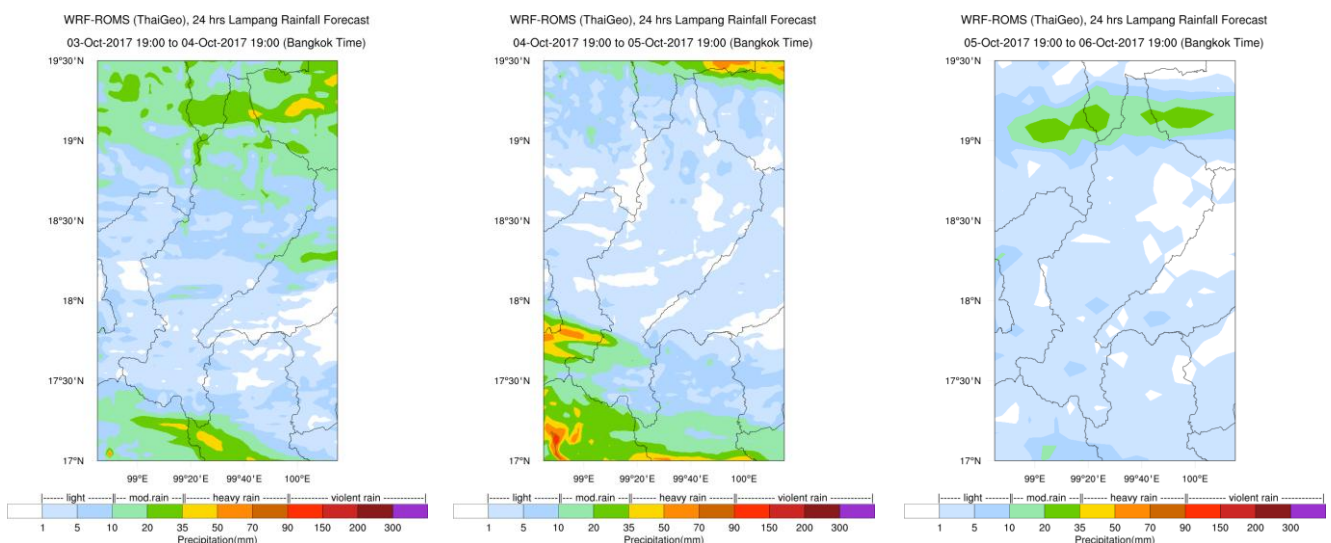 WRF-ROMS (ThaiGeo), 24 hrs Lampang Rainfall Forecast
03-Oct-2017 19:00 to 04-Oct-2017 19:00 (Bangkok Time)
19°30'N
19°N
18°30'N
18°N
17°30'N
17°N
99°E 99°20'E 99°40'E 100°E
light mod.rain heavy rain violent rain
1 5 10 20 35 50 70 90 150 200 300
Precipitation(mm)
WRF-ROMS (ThaiGeo), 24 hrs Lampang Rainfall Forecast
04-Oct-2017 19:00 to 05-Oct-2017 19:00 (Bangkok Time)
19°30'N
19°N
18°30'N
18°N
17°30'N
17°N
99°E 99°20'E 99°40'E 100°E
light mod.rain heavy rain violent rain
1 5 10 20 35 50 70 90 150 200 300
Precipitation(mm)
WRF-ROMS (ThaiGeo), 24 hrs Lampang Rainfall Forecast
05-Oct-2017 19:00 to 06-Oct-2017 19:00 (Bangkok Time)
19°30'N
19°N
18°30'N
18°N
17°30'N
17°N
99°E 99°20'E 99°40'E 100°E
light mod.rain heavy rain violent rain
1 5 10 20 35 50 70 90 150 200 300
Precipitation(mm)